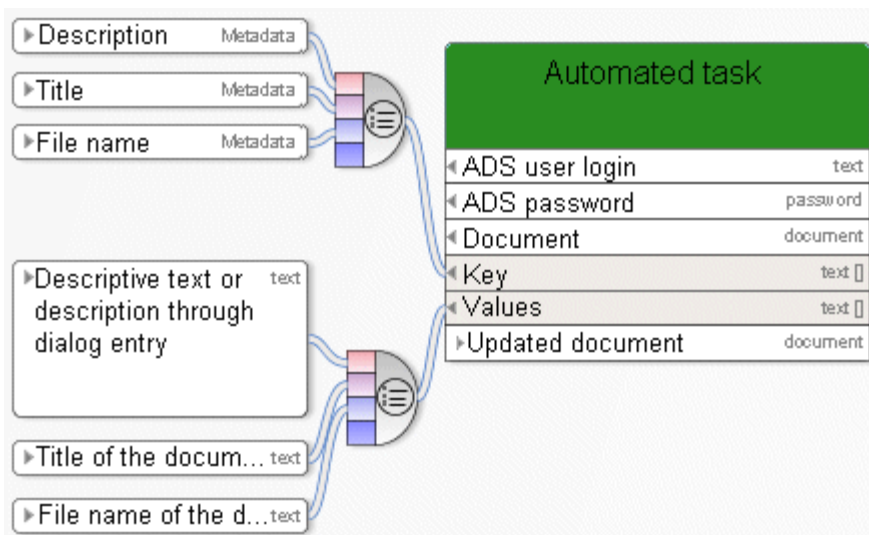 Description Metadata
Title Metadata
File name Metadata
Automated task
ADS user login text
ADS password password
Document document
Key text []
Values text []
Updated document document
Descriptive text or text
description through
dialog entry
Title of the docum... text
File name of the d...text